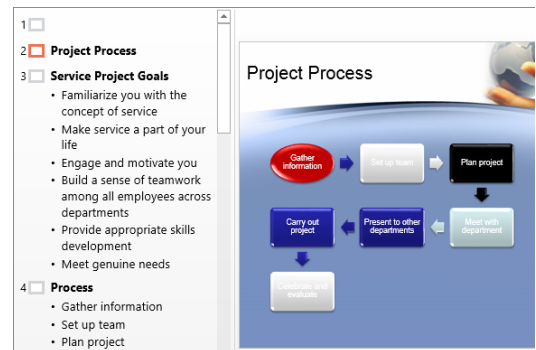 1
2 Project Process
3 Service Project Goals
• Familiarize you with the
concept of service
• Make service a part of your
life
• Engage and motivate you
• Build a sense of teamwork
among all employees across
departments
• Provide appropriate skills
development
• Meet genuine needs
4 Process
• Gather information
• Set up team
• Plan project
Project Process
Gather
information
Set up team
Plan project
Carry out
project
Present to other
departments
Meet with
department
Celebrate and
evaluate